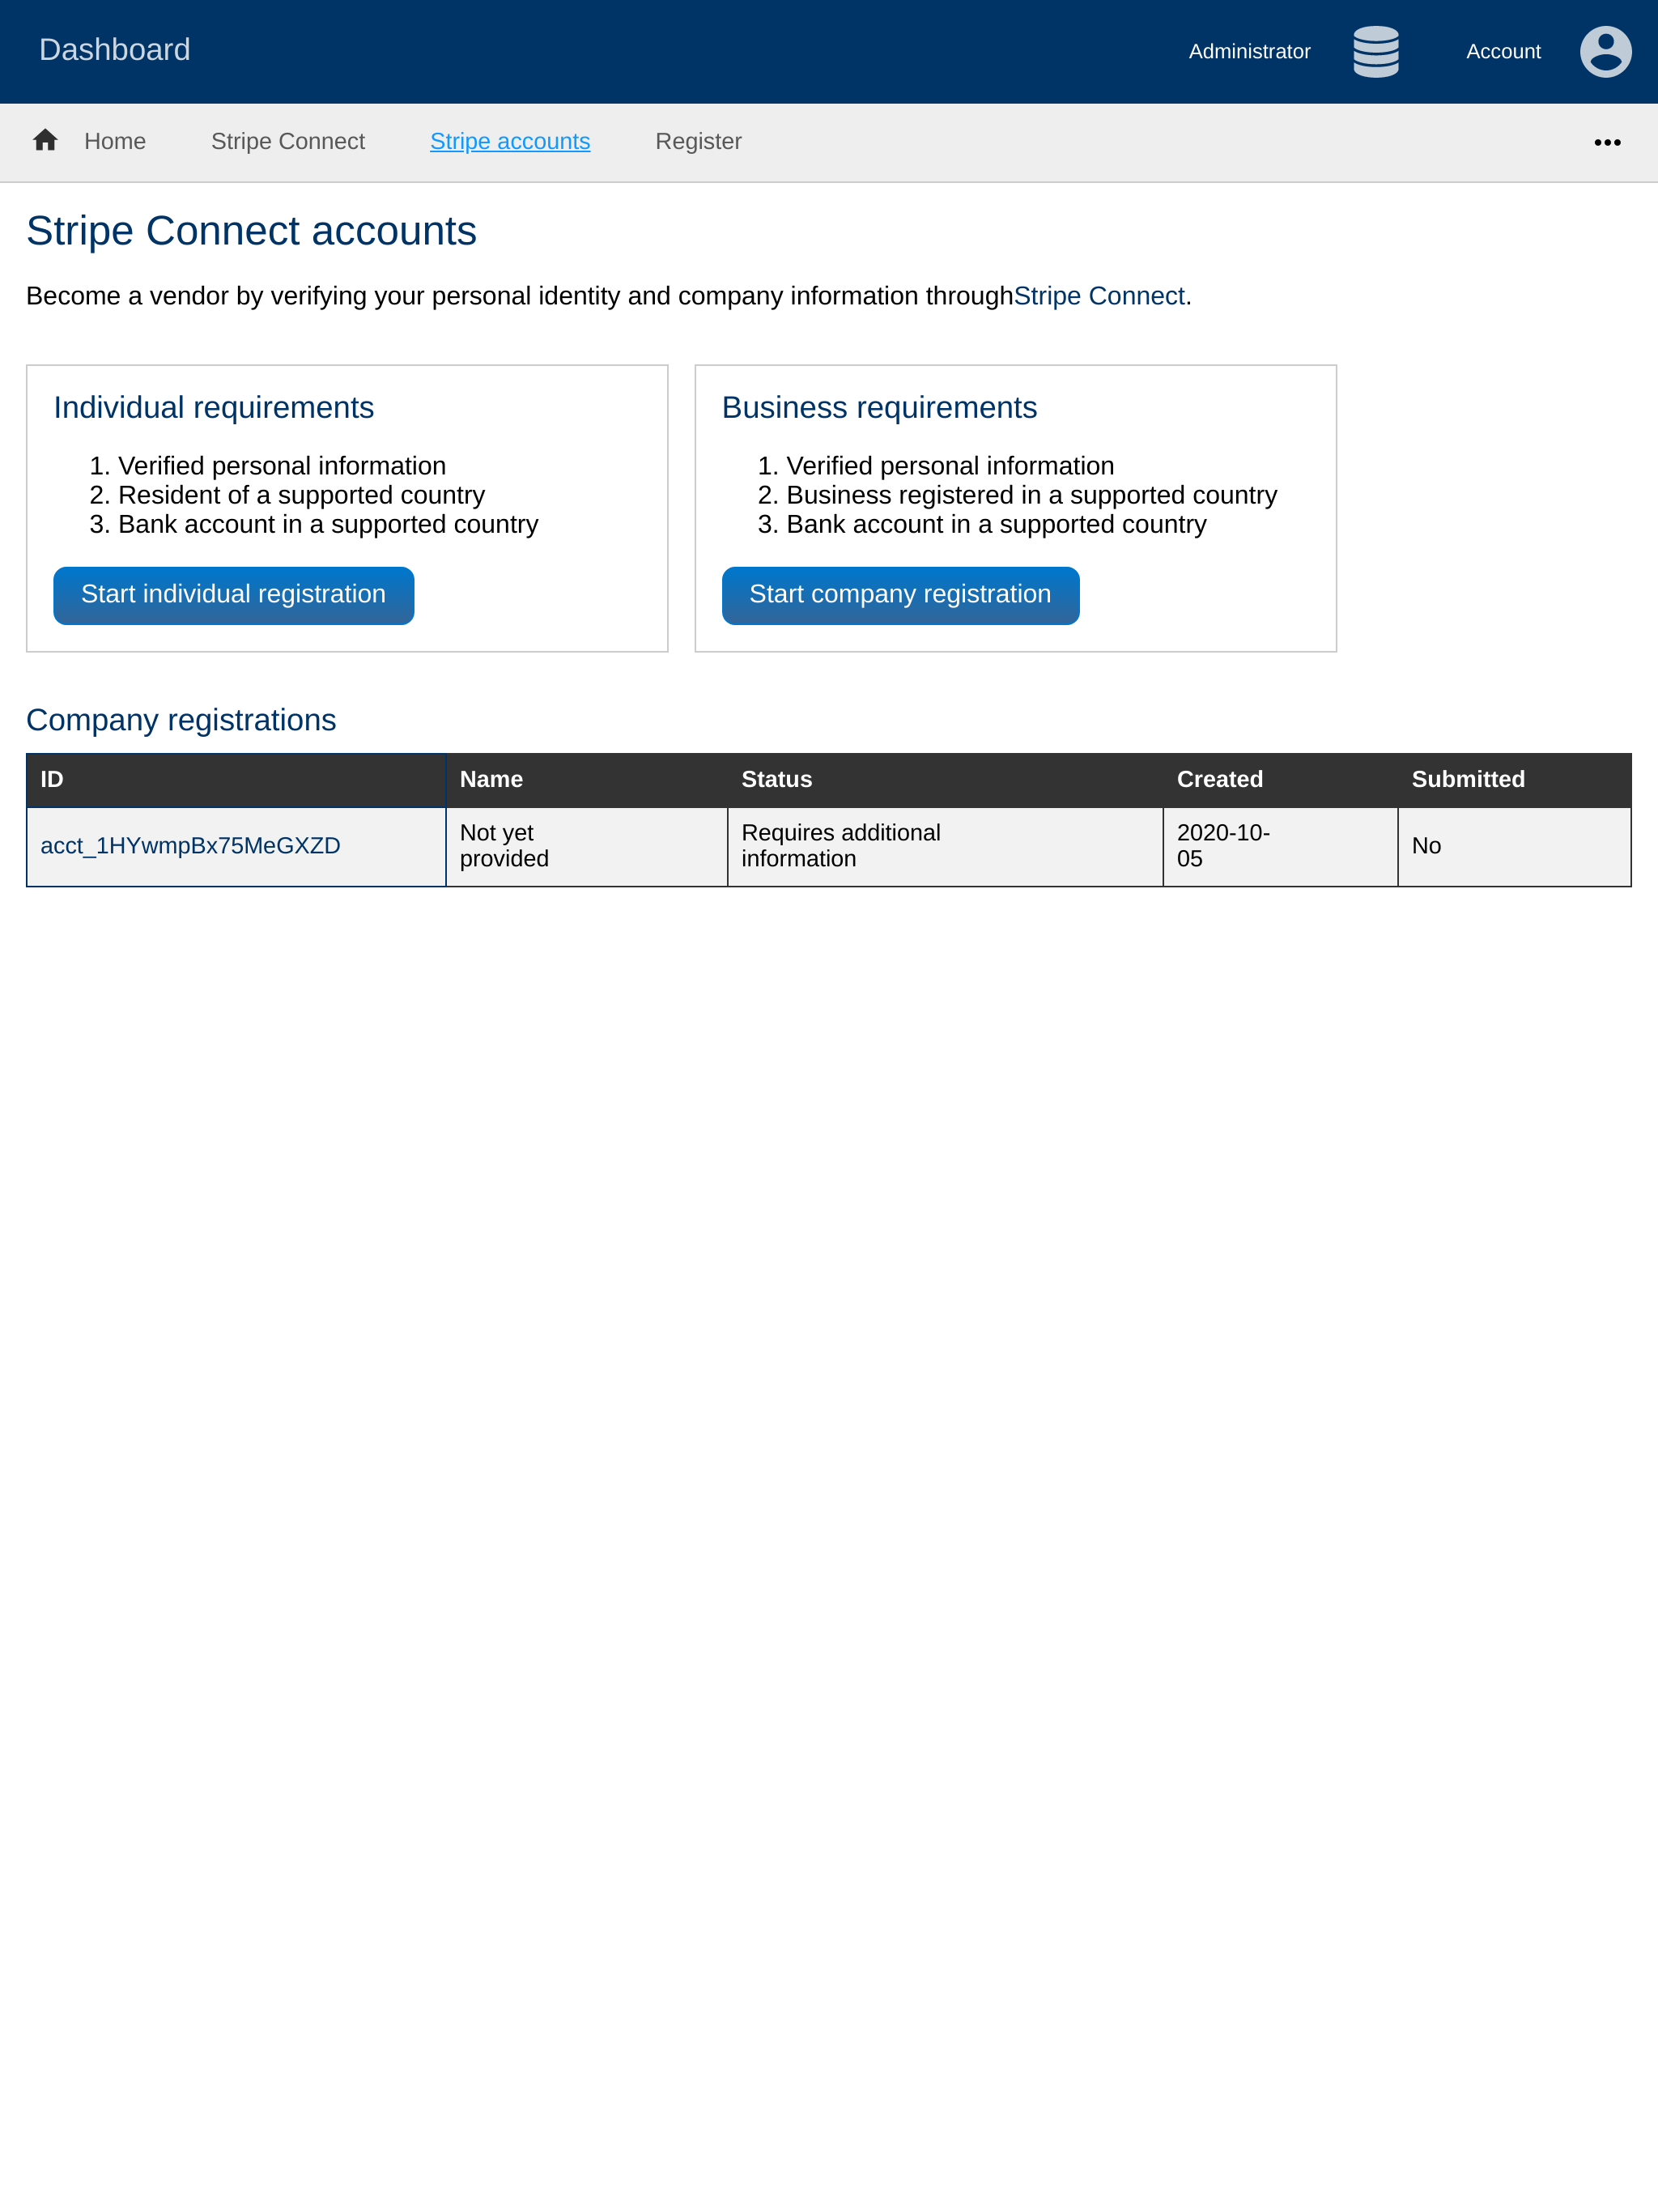 Dashboard
Administrator
Account
Home
Stripe Connect
Stripe accounts
Register
Stripe Connect accounts
Become a vendor by verifying your personal identity and company information throughStripe Connect.
Individual requirements
1. Verified personal information
2. Resident of a supported country
3. Bank account in a supported country
Start individual registration
Business requirements
1. Verified personal information
2. Business registered in a supported country
3. Bank account in a supported country
Start company registration
Company registrations
ID Name Status Created Submitted
acct_1HYwmpBx75MeGXZD
Not yet
provided
Requires additional
information
2020-10-
05
No